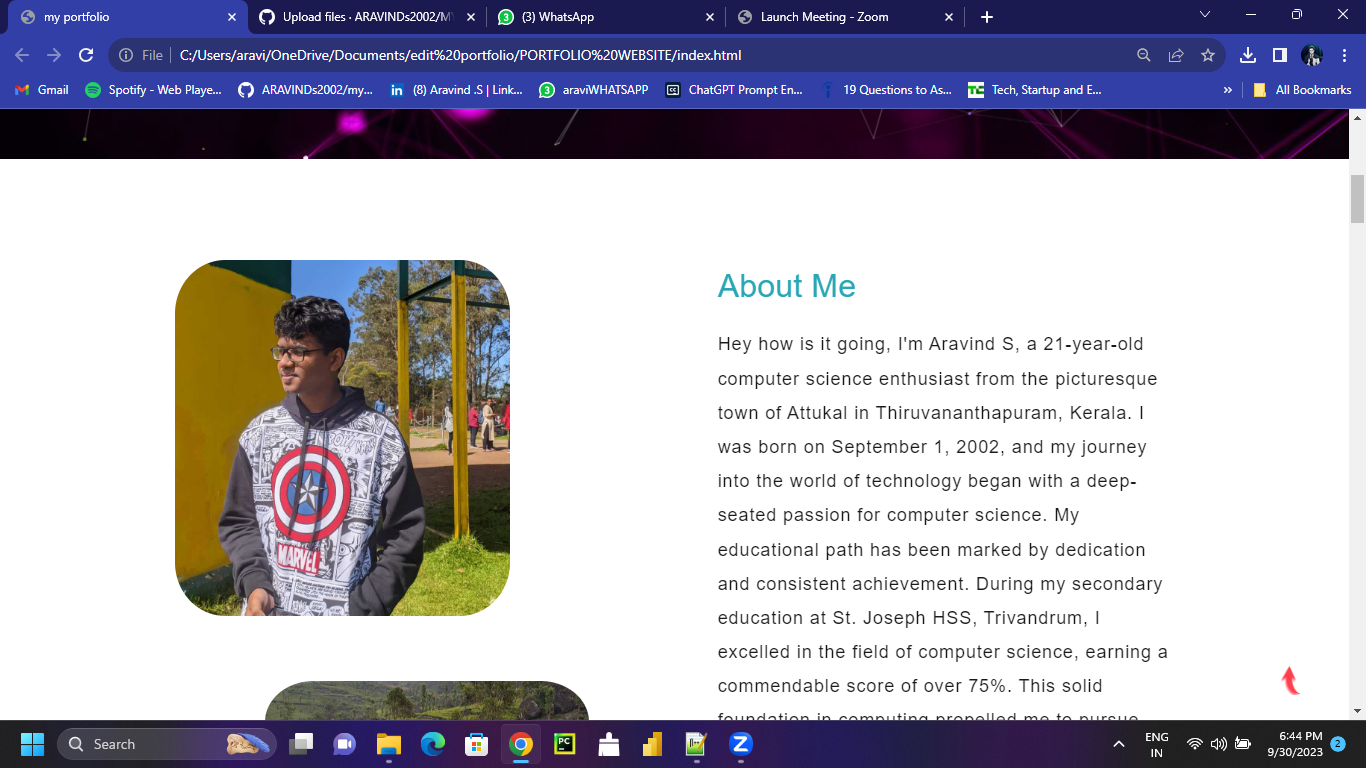 my portfolio
Upload files · ARAVINDs2002/MY
(3) WhatsApp
Launch Meeting - Zoom
File
C:/Users/aravi/OneDrive/Documents/edit%20portfolio/PORTFOLIO%20WEBSITE/index.html
Gmail
Spotify - Web Playe...
ARAVINDs2002/my...
(8) Aravind .S | Link...
3
araviWHATSAPP
cc
ChatGPT Prompt En...
19 Questions to As...
TC
Tech, Startup and E...
»
All Bookmarks
MARVEL
About Me
Hey how is it going, I'm Aravind S, a 21-year-old
computer science enthusiast from the picturesque
town of Attukal in Thiruvananthapuram, Kerala. I
was born on September 1, 2002, and my journey
into the world of technology began with a deep-
seated passion for computer science. My
educational path has been marked by dedication
and consistent achievement. During my secondary
education at St. Joseph HSS, Trivandrum, I
excelled in the field of computer science, earning a
commendable score of over 75%. This solid
foundation in computing propelled me to pursue
Search
PC
ENG
IN
6:44 PM
9/30/2023
2